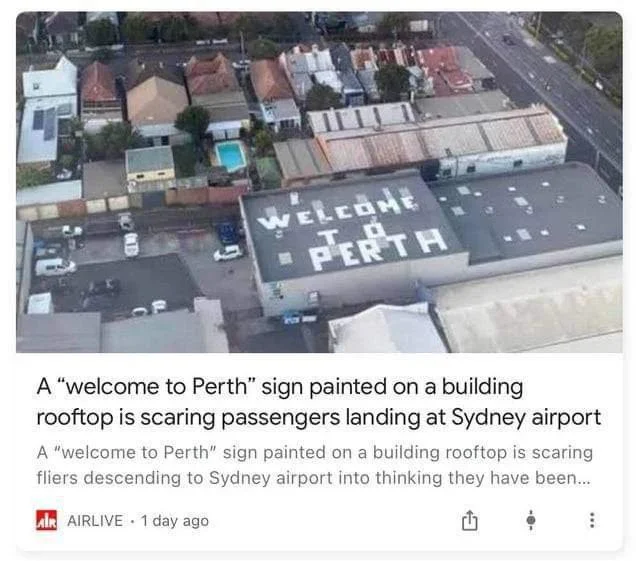 WELCOME
TO
PERTH
A “welcome to Perth” sign painted on a building
rooftop is scaring passengers landing at Sydney airport
A "welcome to Perth" sign painted on a building rooftop is scaring
fliers descending to Sydney airport into thinking they have been...
AIR AIRLIVE · 1 day ago